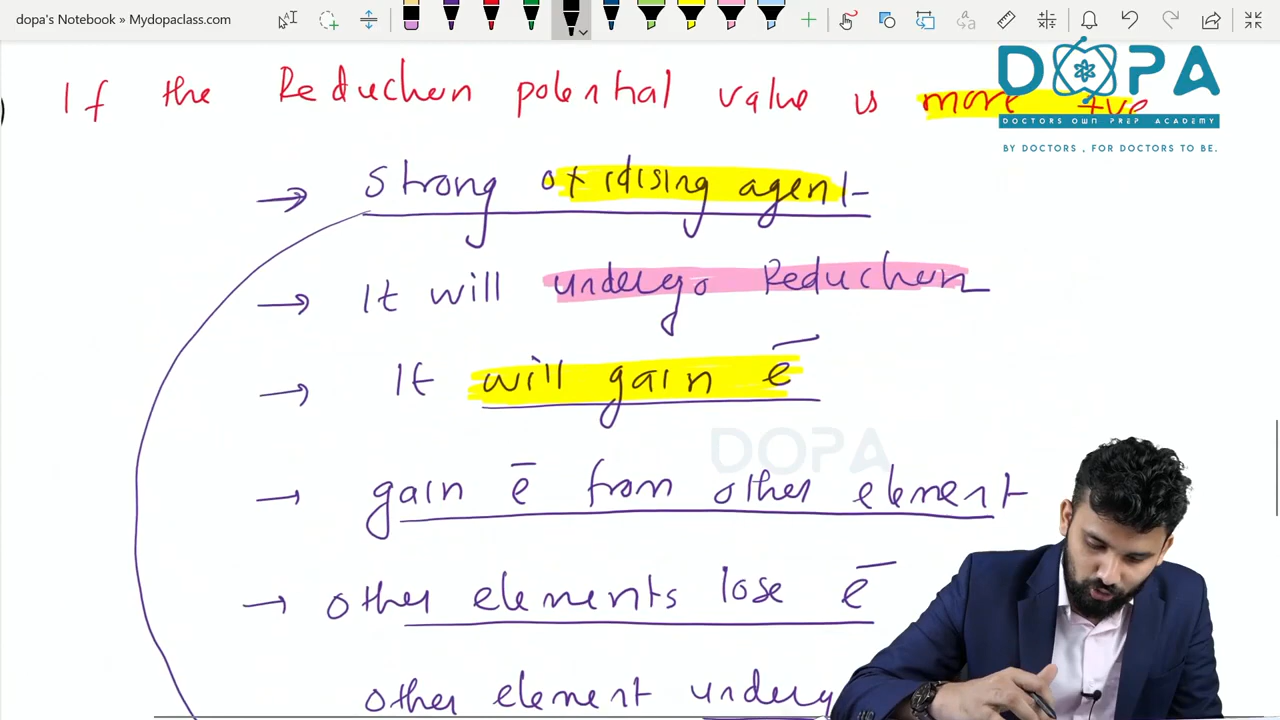 dopa's Notebook » Mydopaclass.com
DOPA
DOCTORS OWN PREP ACADEMY
BY DOCTORS , FOR DOCTORS TO BE.
If the Reduction potential value is more +ve
→ strong oxidising agent
→ It will undergo Reduction
→ It will gain e⁻
DOPA
→ gain e⁻ from other element
→ other elements lose e⁻
other element